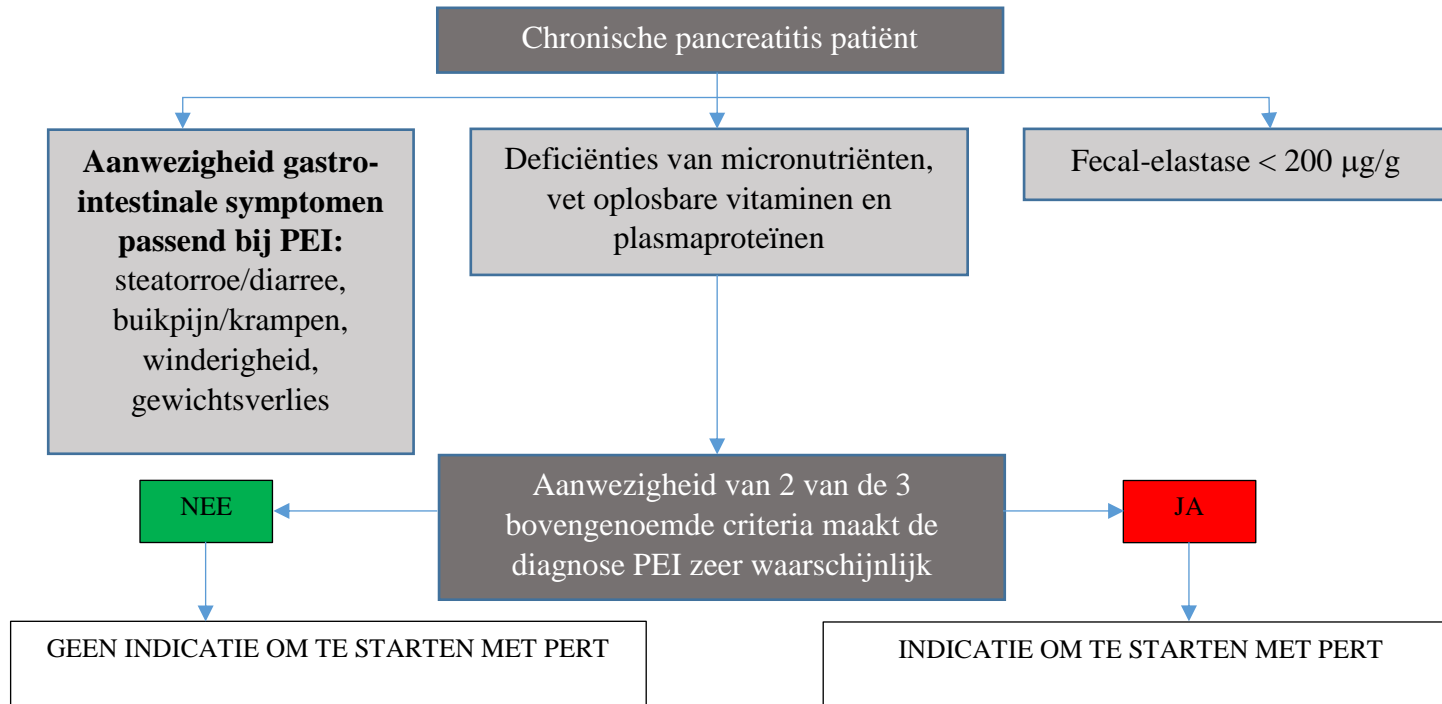 Chronische pancreatitis patiënt
Aanwezigheid gastro-
intestinale symptomen
passend bij PEI:
steatorroe/diarree,
buikpijn/krampen,
winderigheid,
gewichtsverlies
Deficiënties van micronutriënten,
vet oplosbare vitaminen en
plasmaproteïnen
Fecal-elastase < 200 µg/g
Aanwezigheid van 2 van de 3
bovengenoemde criteria maakt de
diagnose PEI zeer waarschijnlijk
NEE
JA
GEEN INDICATIE OM TE STARTEN MET PERT
INDICATIE OM TE STARTEN MET PERT